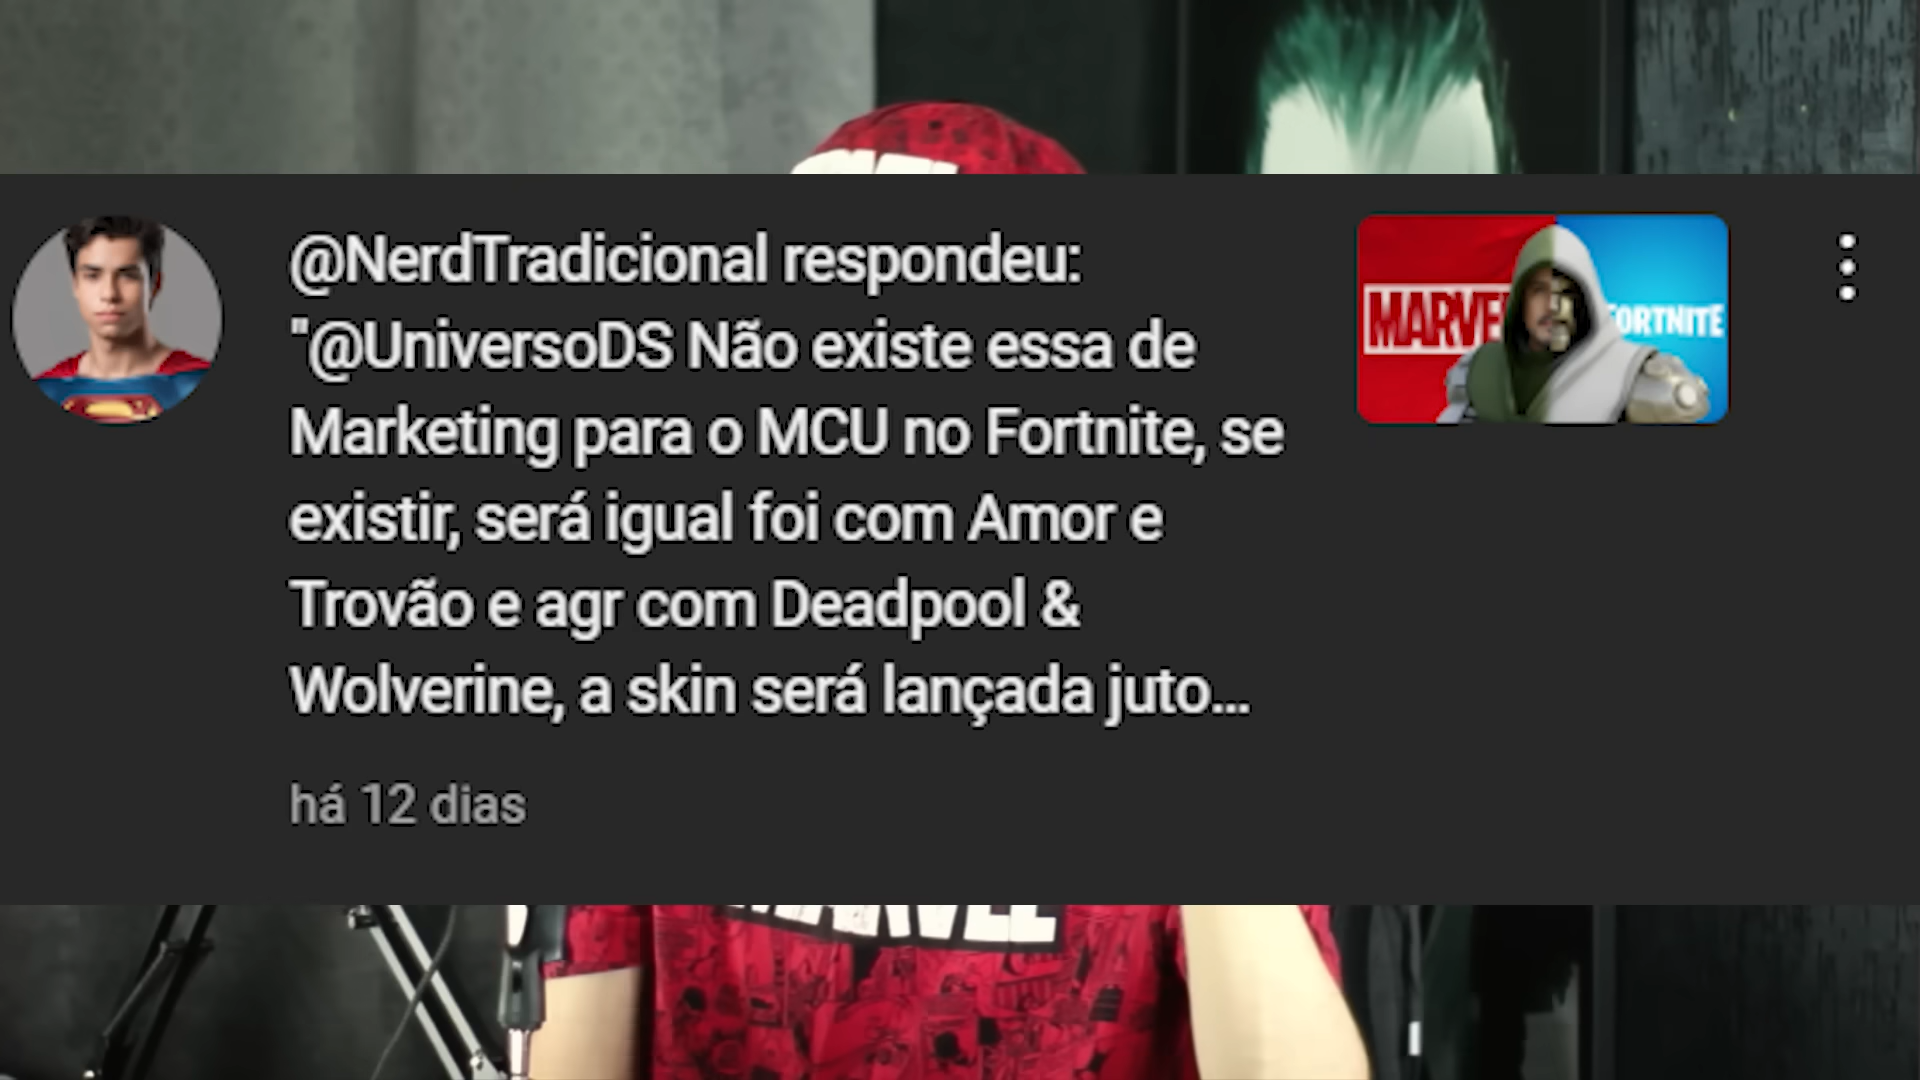 @NerdTradicional respondeu:
"@UniversoDS Não existe essa de
Marketing para o MCU no Fortnite, se
existir, será igual foi com Amor e
Trovão e agr com Deadpool &
Wolverine, a skin será lançada juto...
há 12 dias
MARVE
ORTNITE
MARVEL